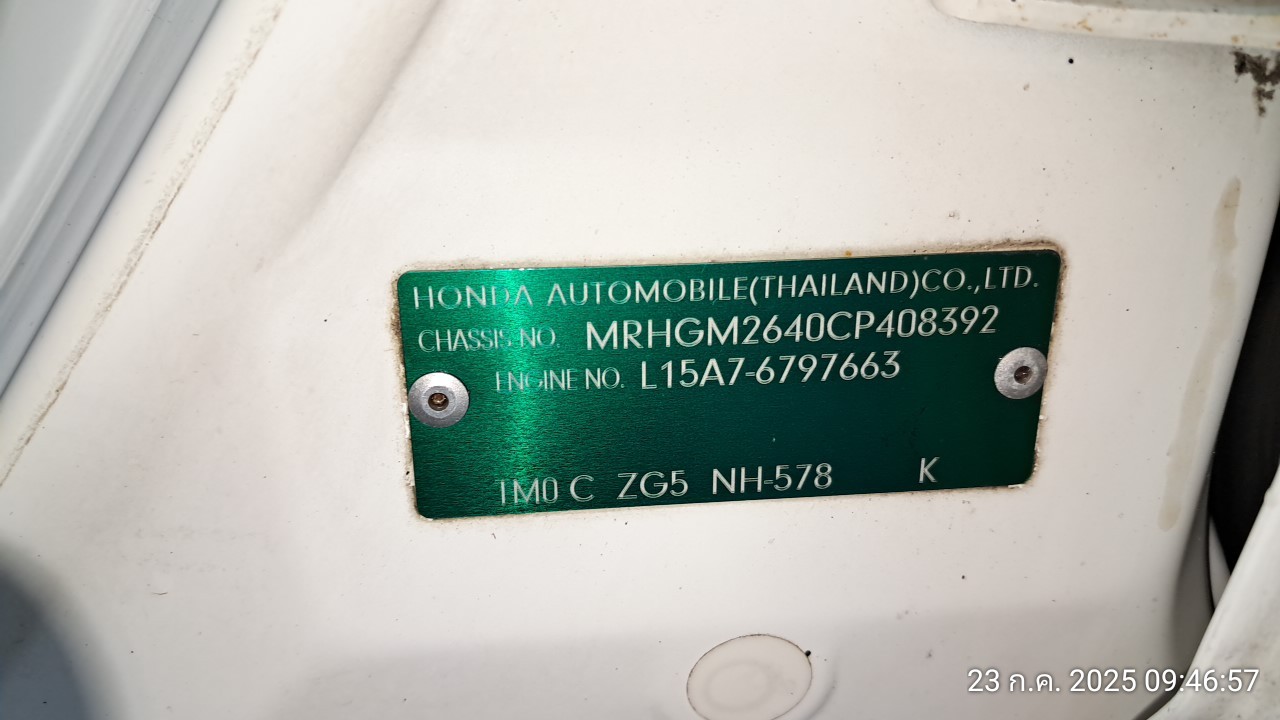 HONDA AUTOMOBILE(THAILAND)CO.,LTD.
CHASSIS NO. MRHGM2640CP408392
ENGINE NO. L15A7-6797663
1M0 C ZG5 NH-578 K
23 ก.ค. 2025 09:46:57